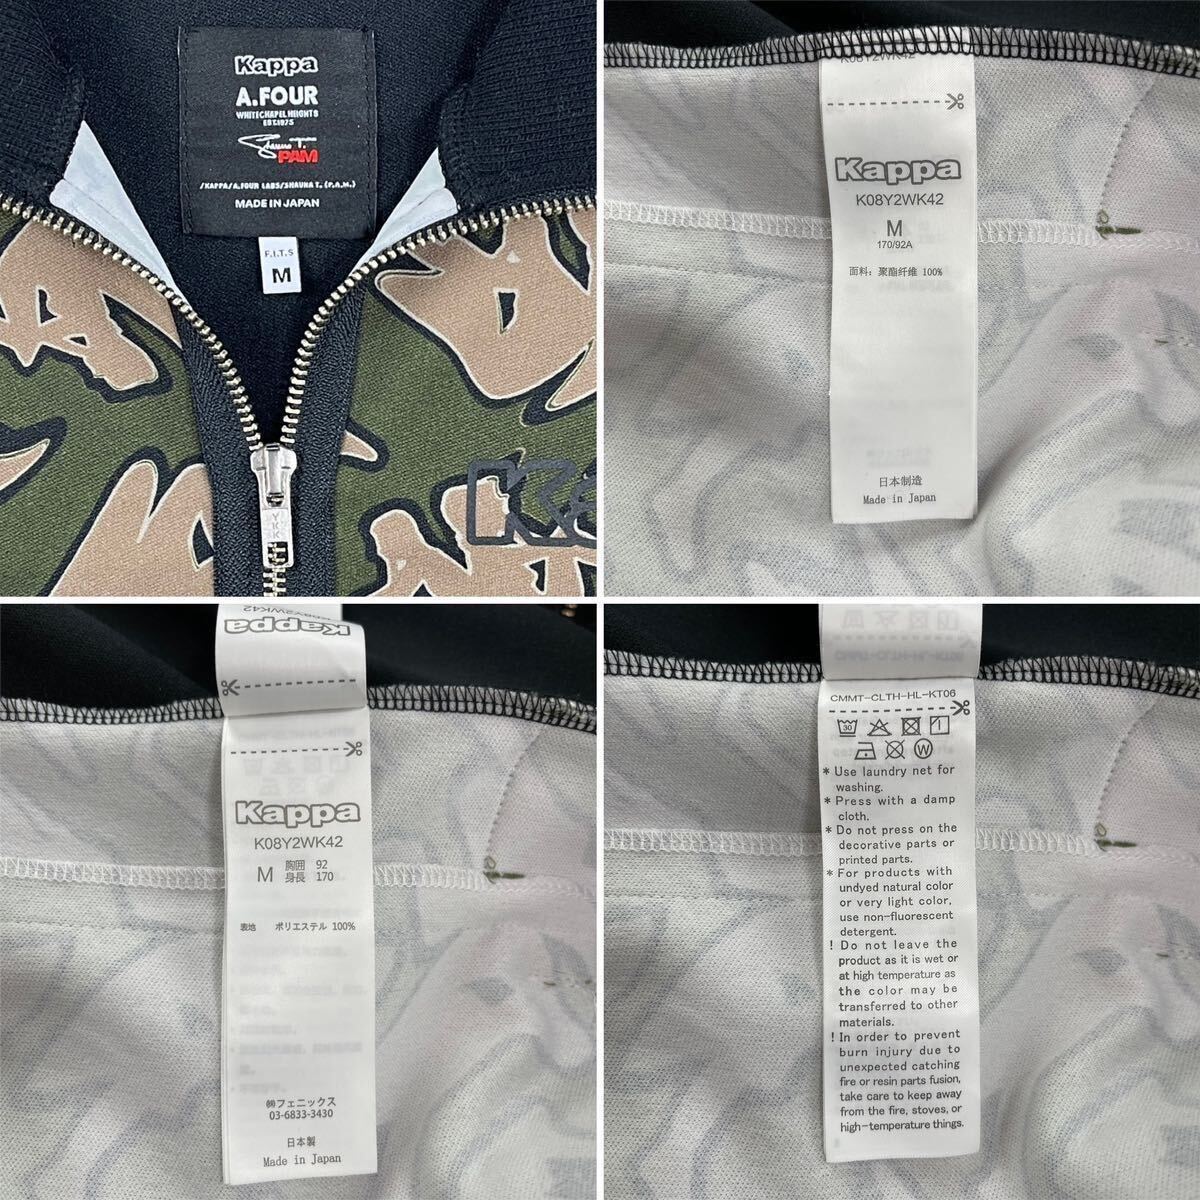 Kappa
A.FOUR
WHITECHAPEL HEIGHTS
EST.1975
Shauna T.
PAM
/KAPPA/A.FOUR LABS/SHAUNA T. (P.A.M.)
MADE IN JAPAN
F.I.T.S
M
YKK
K08Y2WK42
Kappa
K08Y2WK42
M
170/92A
面料：聚酯纤维 100%
日本制造
Made in Japan
K08Y2WK42
Kappa
Kappa
K08Y2WK42
M 胸囲 92
身長 170
表地 ポリエステル 100%
㈱フェニックス
03-6833-3430
日本製
Made in Japan
CMMT-CLTH-HL-KT06
30
W
* Use laundry net for
washing.
* Press with a damp
cloth.
* Do not press on the
decorative parts or
printed parts.
* For products with
undyed natural color
or very light color,
use non-fluorescent
detergent.
! Do not leave the
product as it is wet or
at high temperature as
the color may be
transferred to other
materials.
! In order to prevent
burn injury due to
unexpected catching
fire or resin parts fusion,
take care to keep away
from the fire, stoves, or
high-temperature things.